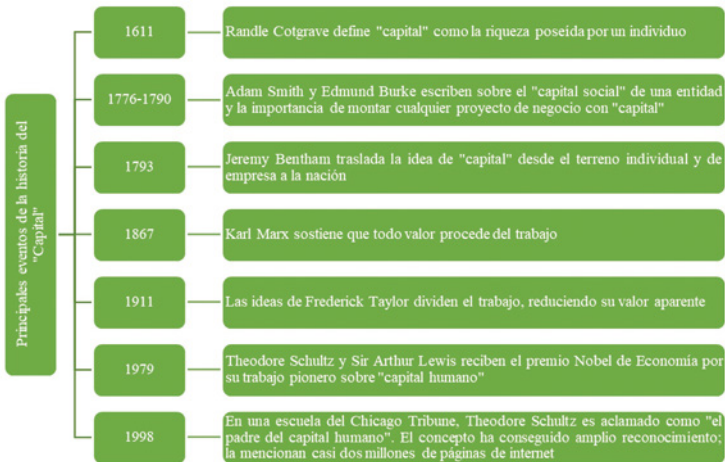 Principales eventos de la historia del
"Capital"
1611
Randle Cotgrave define "capital" como la riqueza poseída por un individuo
1776-1790
Adam Smith y Edmund Burke escriben sobre el "capital social" de una entidad
y la importancia de montar cualquier proyecto de negocio con "capital"
1793
Jeremy Bentham traslada la idea de "capital" desde el terreno individual y de
empresa a la nación
1867
Karl Marx sostiene que todo valor procede del trabajo
1911
Las ideas de Frederick Taylor dividen el trabajo, reduciendo su valor aparente
1979
Theodore Schultz y Sir Arthur Lewis reciben el premio Nobel de Economía por
su trabajo pionero sobre "capital humano"
1998
En una escuela del Chicago Tribune, Theodore Schultz es aclamado como "el
padre del capital humano". El concepto ha conseguido amplio reconocimiento;
la mencionan casi dos millones de páginas de internet